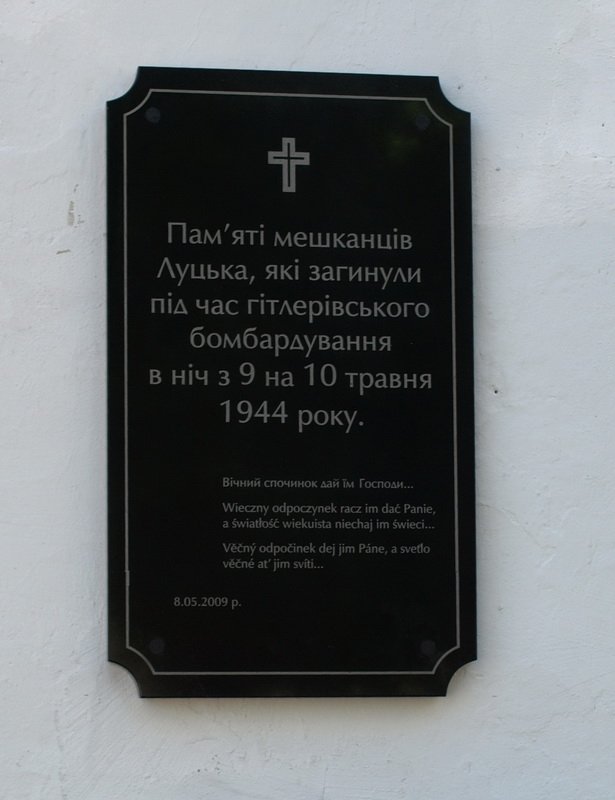 Пам’яті мешканців
Луцька, які загинули
під час гітлерівського
бомбардування
в ніч з 9 на 10 травня
1944 року.
Вічний спочинок дай їм Господи...
Wieczny odpoczynek racz im dać Panie,
a światłość wiekuista niechaj im świeci...
Věčný odpočinek dej jim Páne, a svetlo
věčné ať jim svítí...
8.05.2009 р.